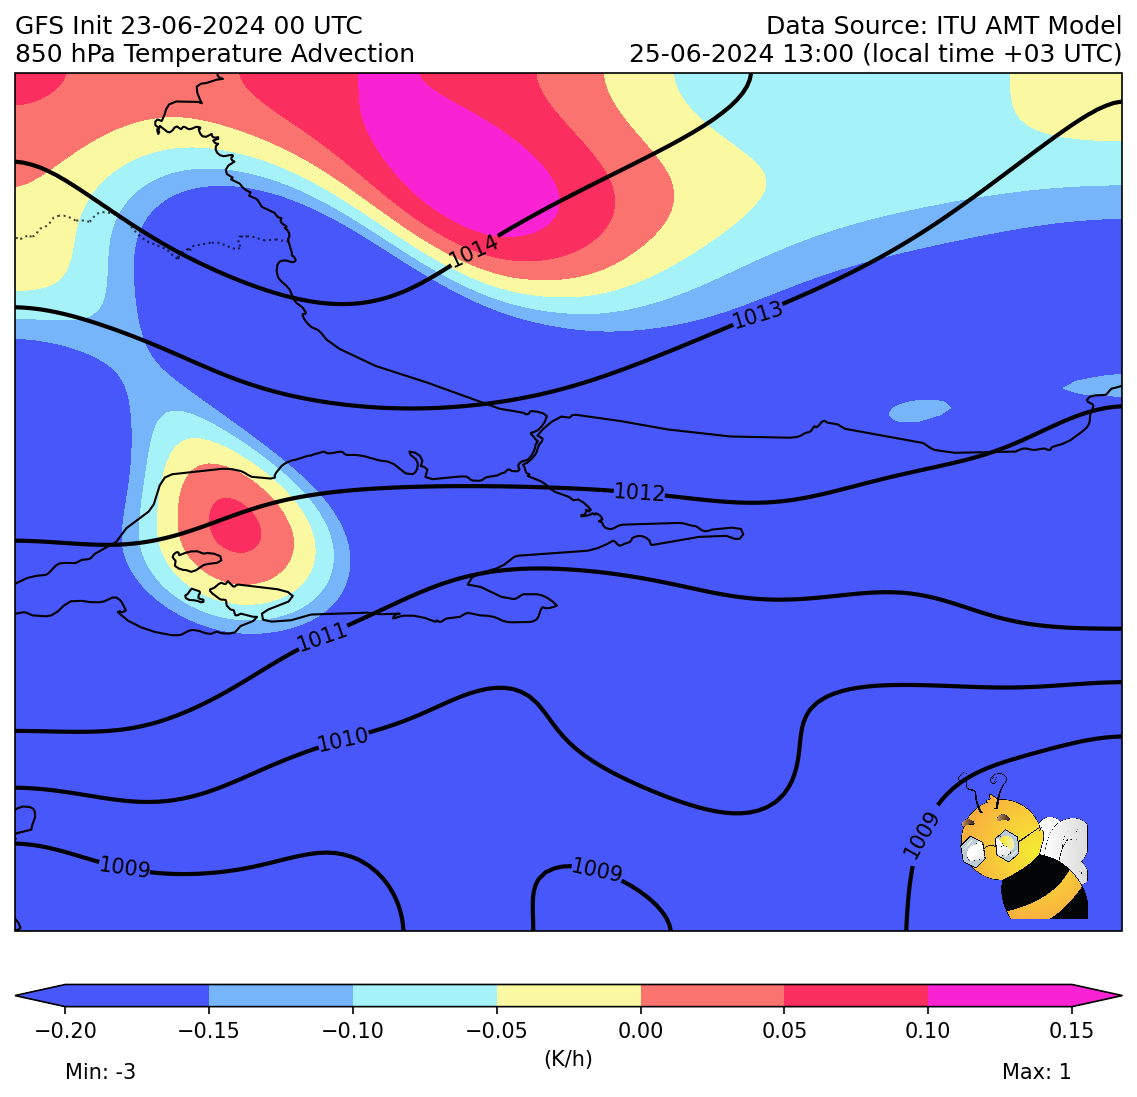 GFS Init 23-06-2024 00 UTC
Data Source: ITU AMT Model
850 hPa Temperature Advection
25-06-2024 13:00 (local time +03 UTC)
1014
1013
1012
1011
1010
1009
1009
1009
−0.20 −0.15 −0.10 −0.05 0.00 0.05 0.10 0.15
(K/h)
Min: -3
Max: 1